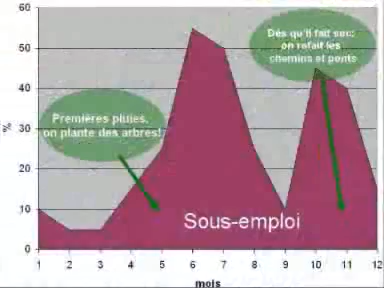 60
50
40
30
20
10
0
%
Dés qu'il fait sec:
on refait les
chemins et ponts
Premières pluies,
on plante des arbres!
Sous-emploi
1 2 3 4 5 6 7 8 9 10 11 12
mois